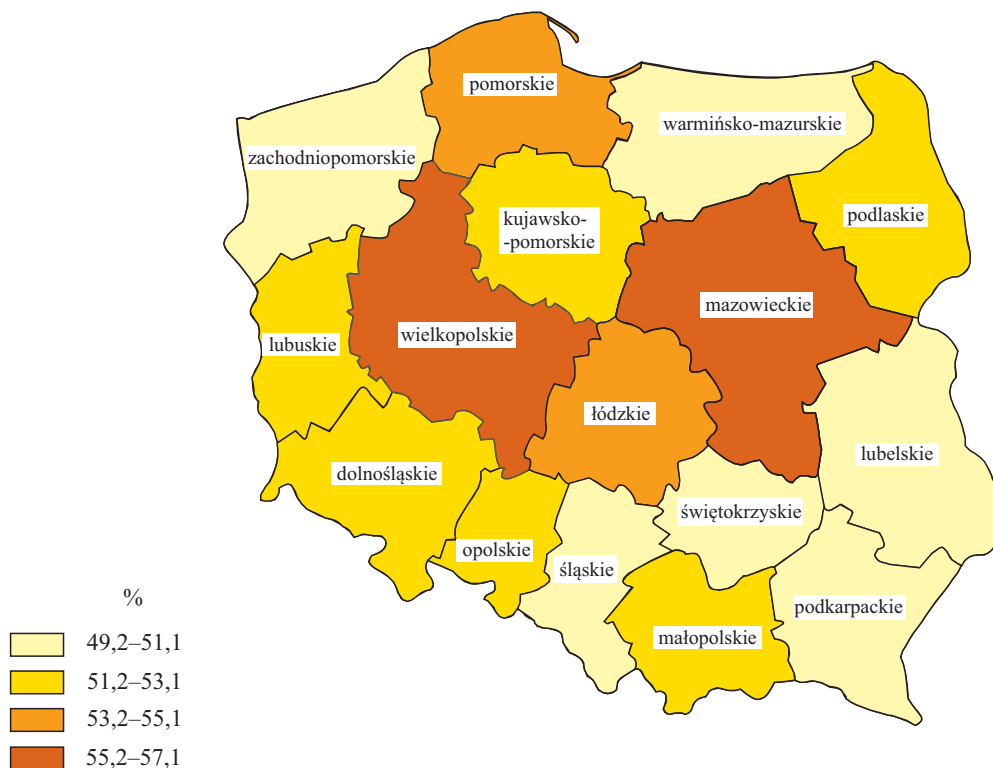 pomorskie
warmińsko-mazurskie
zachodniopomorskie
kujawsko-
-pomorskie
podlaskie
mazowieckie
wielkopolskie
lubuskie
łódzkie
lubelskie
dolnośląskie
świętokrzyskie
opolskie
śląskie
podkarpackie
małopolskie
%
49,2–51,1
51,2–53,1
53,2–55,1
55,2–57,1